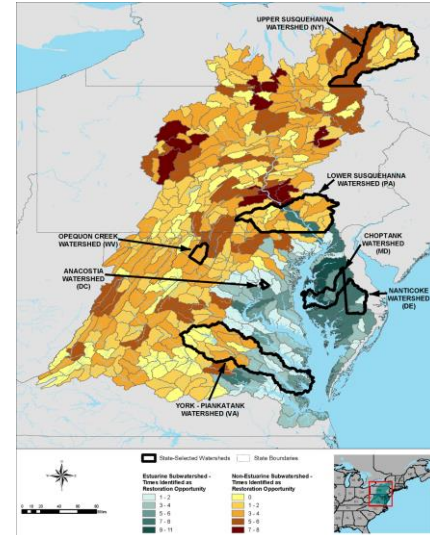 UPPER SUSQUEHANNA
WATERSHED (NY)
LOWER SUSQUEHANNA
WATERSHED (PA)
OPEQUON CREEK
WATERSHED (WV)
CHOPTANK
WATERSHED
(MD)
ANACOSTIA
WATERSHED
(DC)
NANTICOKE
WATERSHED
(DE)
YORK - PIANKATANK
WATERSHED (VA)
State-Selected Watersheds
State Boundaries
Estuarine Subwatershed -
Times Identified as
Restoration Opportunity
1 - 2
3 - 4
5 - 6
7 - 8
9 - 11
Non-Estuarine Subwatershed -
Times Identified as
Restoration Opportunity
0
1 - 2
3 - 4
5 - 6
7 - 8
Miles